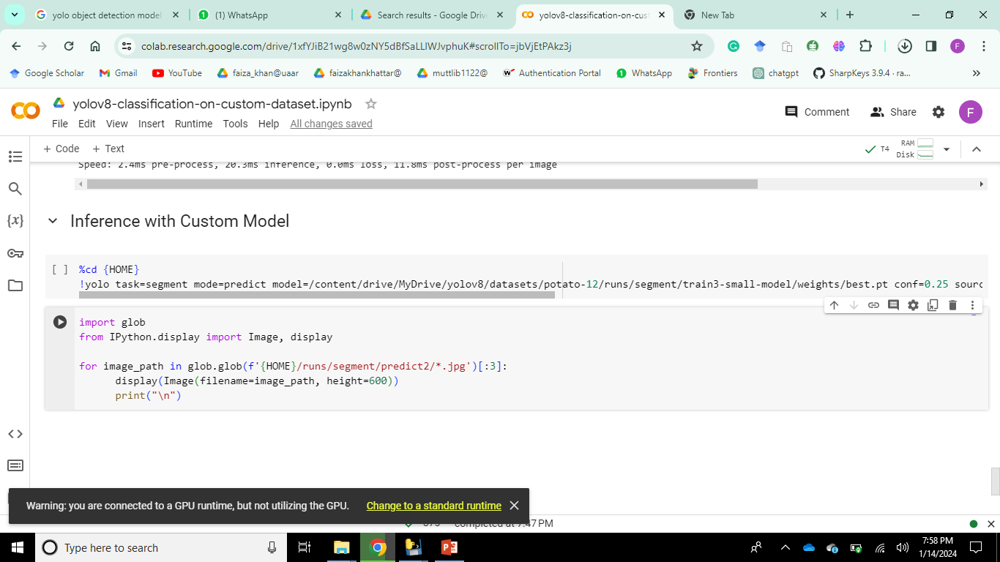 yolo object detection model
(1) WhatsApp
Search results - Google Drive
yolov8-classification-on-cust
New Tab
colab.research.google.com/drive/1xfYJiB21wg8w0zNY5dBfSaLLlWJvphuK#scrollTo=jbVjEtPAkz3j
F
Google Scholar
Gmail
YouTube
faiza_khan@uaar
faizakhankhattar@
muttlib1122@
Authentication Portal
WhatsApp
Frontiers
chatgpt
SharpKeys 3.9.4 · ra...
yolov8-classification-on-custom-dataset.ipynb
Comment
Share
F
File Edit View Insert Runtime Tools Help All changes saved
+ Code + Text
T4
RAM
Disk
Speed: 2.4ms pre-process, 20.3ms inference, 0.0ms loss, 11.8ms post-process per image
Inference with Custom Model
[ ] %cd {HOME}
!yolo task=segment mode=predict model=/content/drive/MyDrive/yolov8/datasets/potato-12/runs/segment/train3-small-model/weights/best.pt conf=0.25 sourc
import glob
from IPython.display import Image, display
for image_path in glob.glob(f'{HOME}/runs/segment/predict2/*.jpg')[:3]:
display(Image(filename=image_path, height=600))
print("\n")
Warning: you are connected to a GPU runtime, but not utilizing the GPU. Change to a standard runtime
completed at 7:47 PM
Type here to search
7:58 PM
1/14/2024